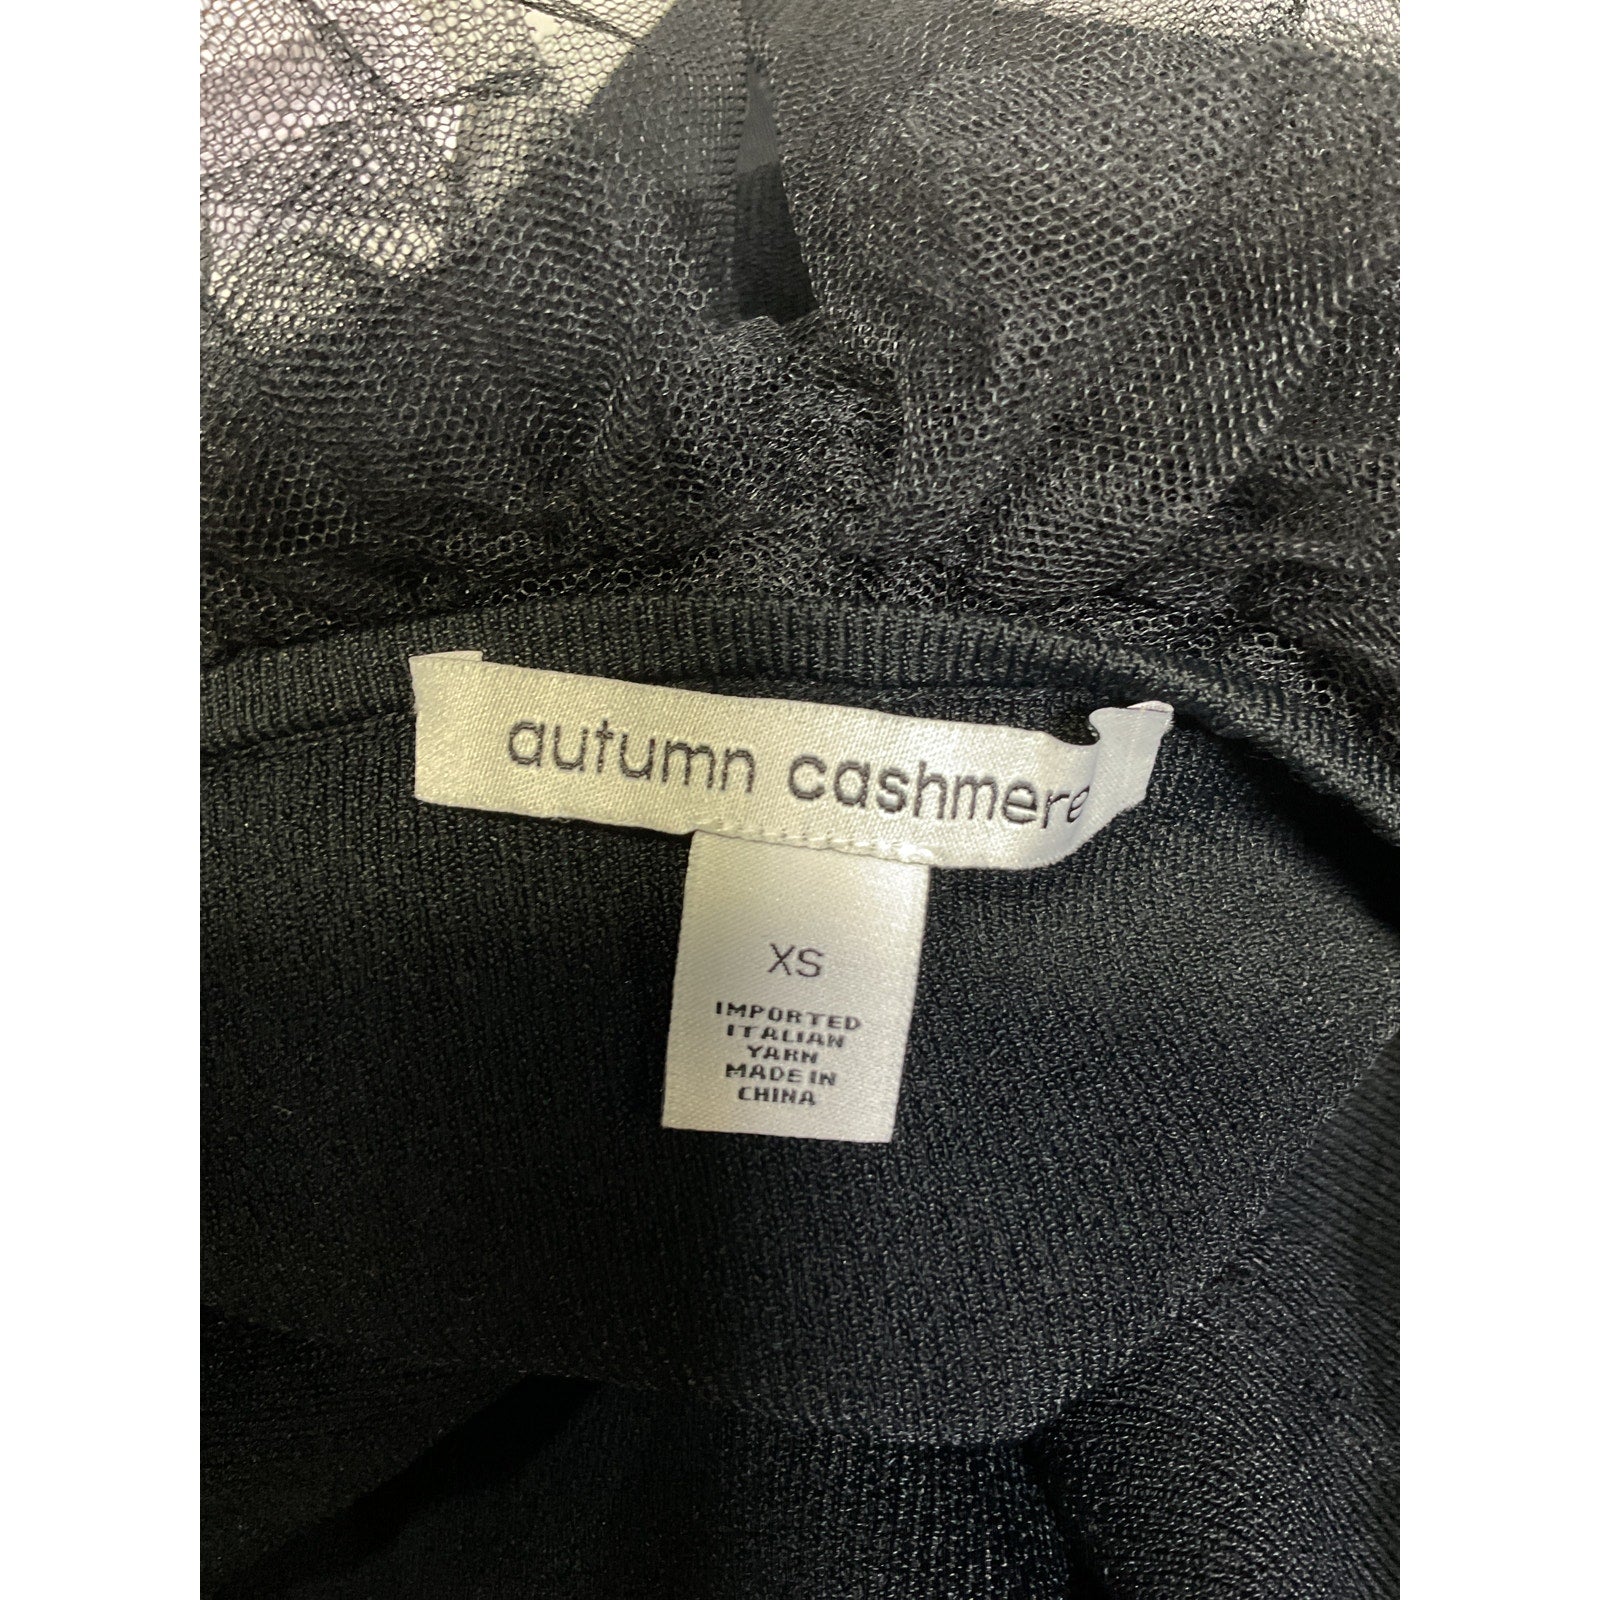 autumn cashmere
XS
IMPORTED
ITALIAN
YARN
MADE IN
CHINA